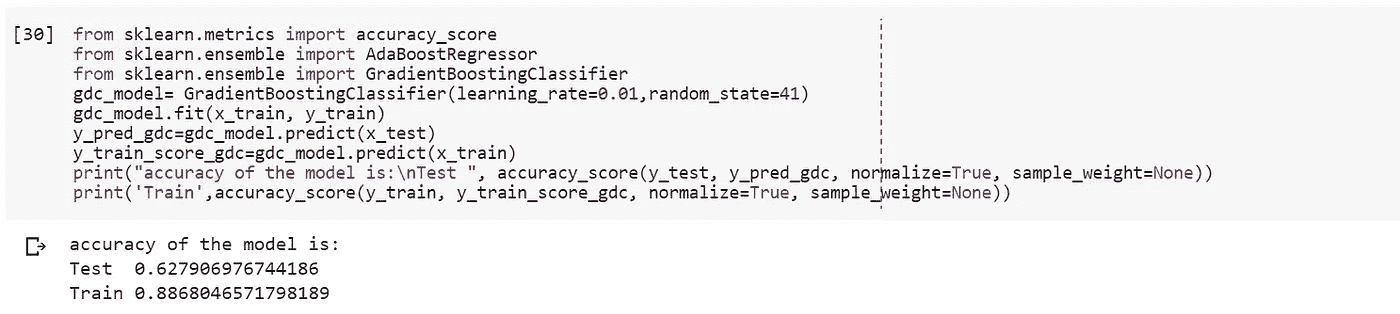 [30] from sklearn.metrics import accuracy_score
from sklearn.ensemble import AdaBoostRegressor
from sklearn.ensemble import GradientBoostingClassifier
gdc_model= GradientBoostingClassifier(learning_rate=0.01,random_state=41)
gdc_model.fit(x_train, y_train)
y_pred_gdc=gdc_model.predict(x_test)
y_train_score_gdc=gdc_model.predict(x_train)
print("accuracy of the model is:\nTest ", accuracy_score(y_test, y_pred_gdc, normalize=True, sample_weight=None))
print('Train',accuracy_score(y_train, y_train_score_gdc, normalize=True, sample_weight=None))
accuracy of the model is:
Test  0.627906976744186
Train 0.8868046571798189